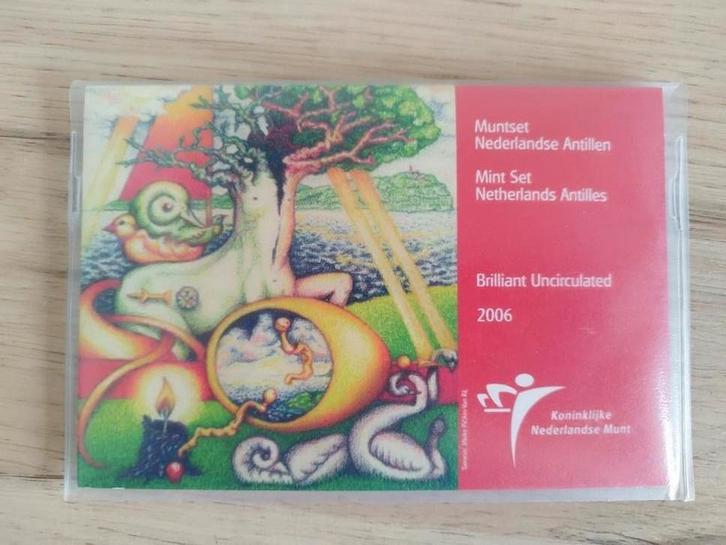 Muntset
Nederlandse Antillen
Mint Set
Netherlands Antilles
Brilliant Uncirculated
2006
Koninklijke
Nederlandse Munt